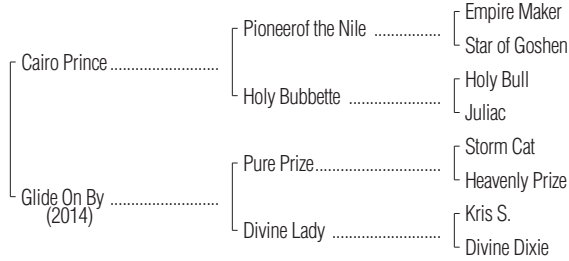 Empire Maker
Pioneerof the Nile ..................
Star of Goshen
Cairo Prince .............................
Holy Bull
Holy Bubbette .........................
Juliac
Storm Cat
Pure Prize..................................
Heavenly Prize
Glide On By .............................
(2014)
Kris S.
Divine Lady .............................
Divine Dixie